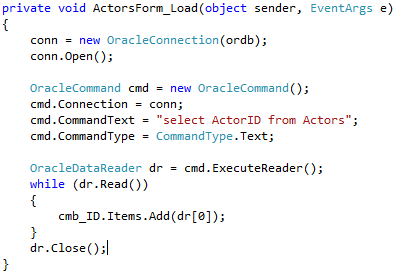 private void ActorsForm_Load(object sender, EventArgs e)
{
    conn = new OracleConnection(ordb);
    conn.Open();

    OracleCommand cmd = new OracleCommand();
    cmd.Connection = conn;
    cmd.CommandText = "select ActorID from Actors";
    cmd.CommandType = CommandType.Text;

    OracleDataReader dr = cmd.ExecuteReader();
    while (dr.Read())
    {
        cmb_ID.Items.Add(dr[0]);
    }
    dr.Close();
}